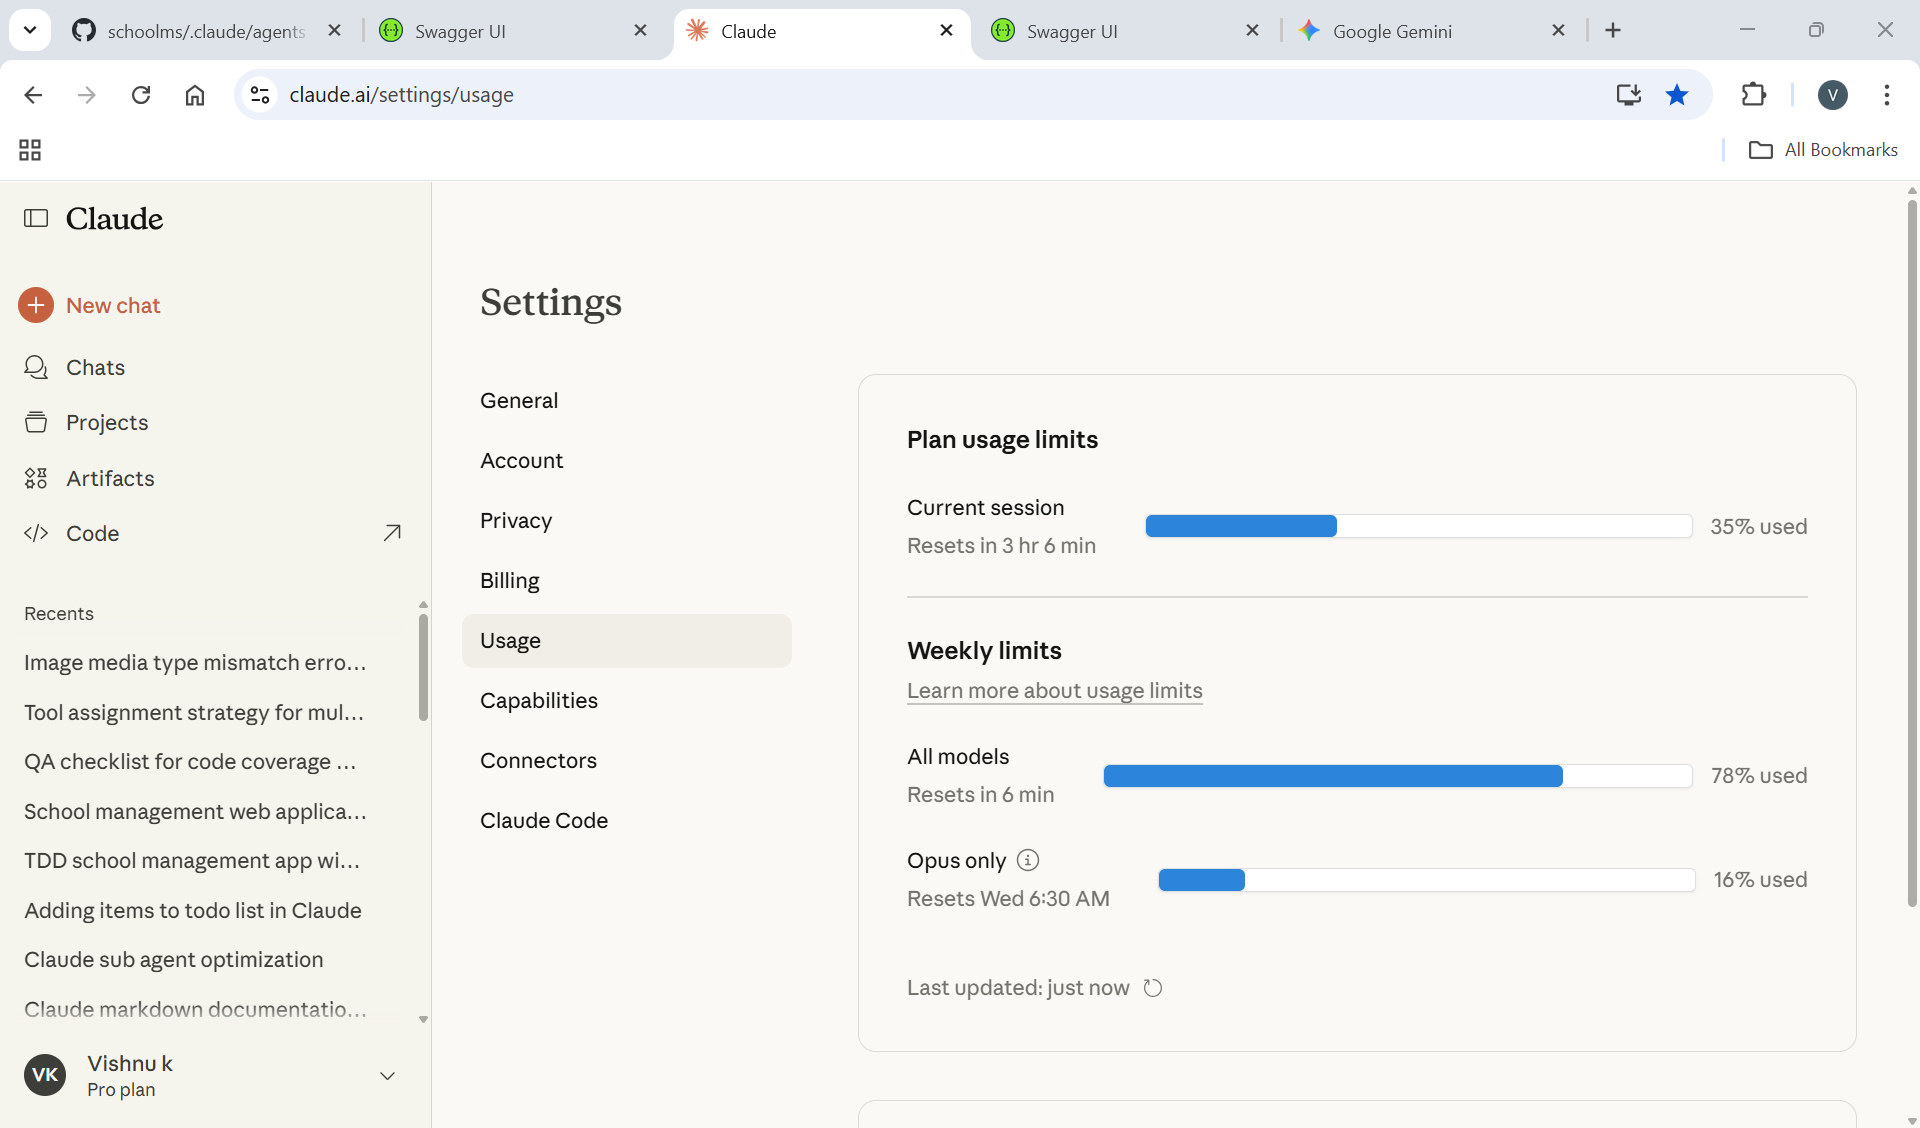 schoolms/.claude/agents
Swagger UI
Claude
Swagger UI
Google Gemini
claude.ai/settings/usage
V
All Bookmarks
Claude
New chat
Chats
Projects
Artifacts
Code
Recents
Image media type mismatch erro...
Tool assignment strategy for mul...
QA checklist for code coverage ...
School management web applica...
TDD school management app wi...
Adding items to todo list in Claude
Claude sub agent optimization
Claude markdown documentatio...
VK
Vishnu k
Pro plan
Settings
General
Account
Privacy
Billing
Usage
Capabilities
Connectors
Claude Code
Plan usage limits
Current session
Resets in 3 hr 6 min
35% used
Weekly limits
Learn more about usage limits
All models
Resets in 6 min
78% used
Opus only
Resets Wed 6:30 AM
16% used
Last updated: just now